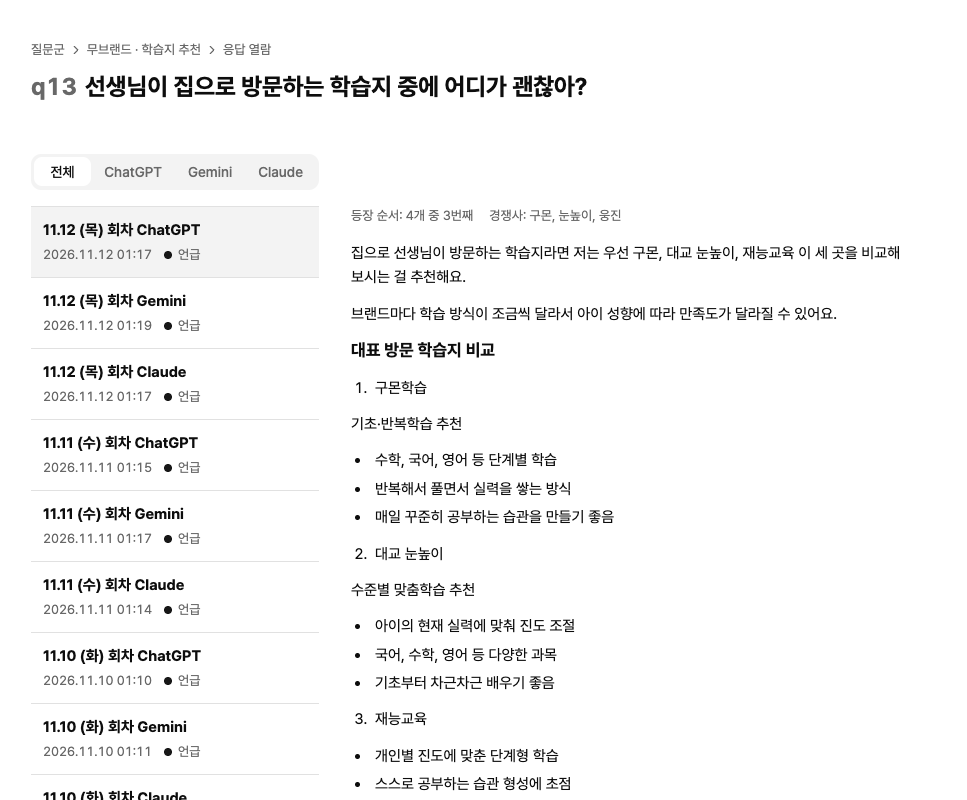 질문군 > 무브랜드 · 학습지 추천 > 응답 열람
q13 선생님이 집으로 방문하는 학습지 중에 어디가 괜찮아?
전체 ChatGPT Gemini Claude
11.12 (목) 회차 ChatGPT
2026.11.12 01:17 ● 언급
11.12 (목) 회차 Gemini
2026.11.12 01:19 ● 언급
11.12 (목) 회차 Claude
2026.11.12 01:17 ● 언급
11.11 (수) 회차 ChatGPT
2026.11.11 01:15 ● 언급
11.11 (수) 회차 Gemini
2026.11.11 01:17 ● 언급
11.11 (수) 회차 Claude
2026.11.11 01:14 ● 언급
11.10 (화) 회차 ChatGPT
2026.11.10 01:10 ● 언급
11.10 (화) 회차 Gemini
2026.11.10 01:11 ● 언급
11.10 (화) 회차 Claude
등장 순서: 4개 중 3번째 경쟁사: 구몬, 눈높이, 웅진
집으로 선생님이 방문하는 학습지라면 저는 우선 구몬, 대교 눈높이, 재능교육 이 세 곳을 비교해
보시는 걸 추천해요.
브랜드마다 학습 방식이 조금씩 달라서 아이 성향에 따라 만족도가 달라질 수 있어요.
대표 방문 학습지 비교
1. 구몬학습
기초·반복학습 추천
• 수학, 국어, 영어 등 단계별 학습
• 반복해서 풀면서 실력을 쌓는 방식
• 매일 꾸준히 공부하는 습관을 만들기 좋음
2. 대교 눈높이
수준별 맞춤학습 추천
• 아이의 현재 실력에 맞춰 진도 조절
• 국어, 수학, 영어 등 다양한 과목
• 기초부터 차근차근 배우기 좋음
3. 재능교육
• 개인별 진도에 맞춘 단계형 학습
• 스스로 공부하는 습관 형성에 초점